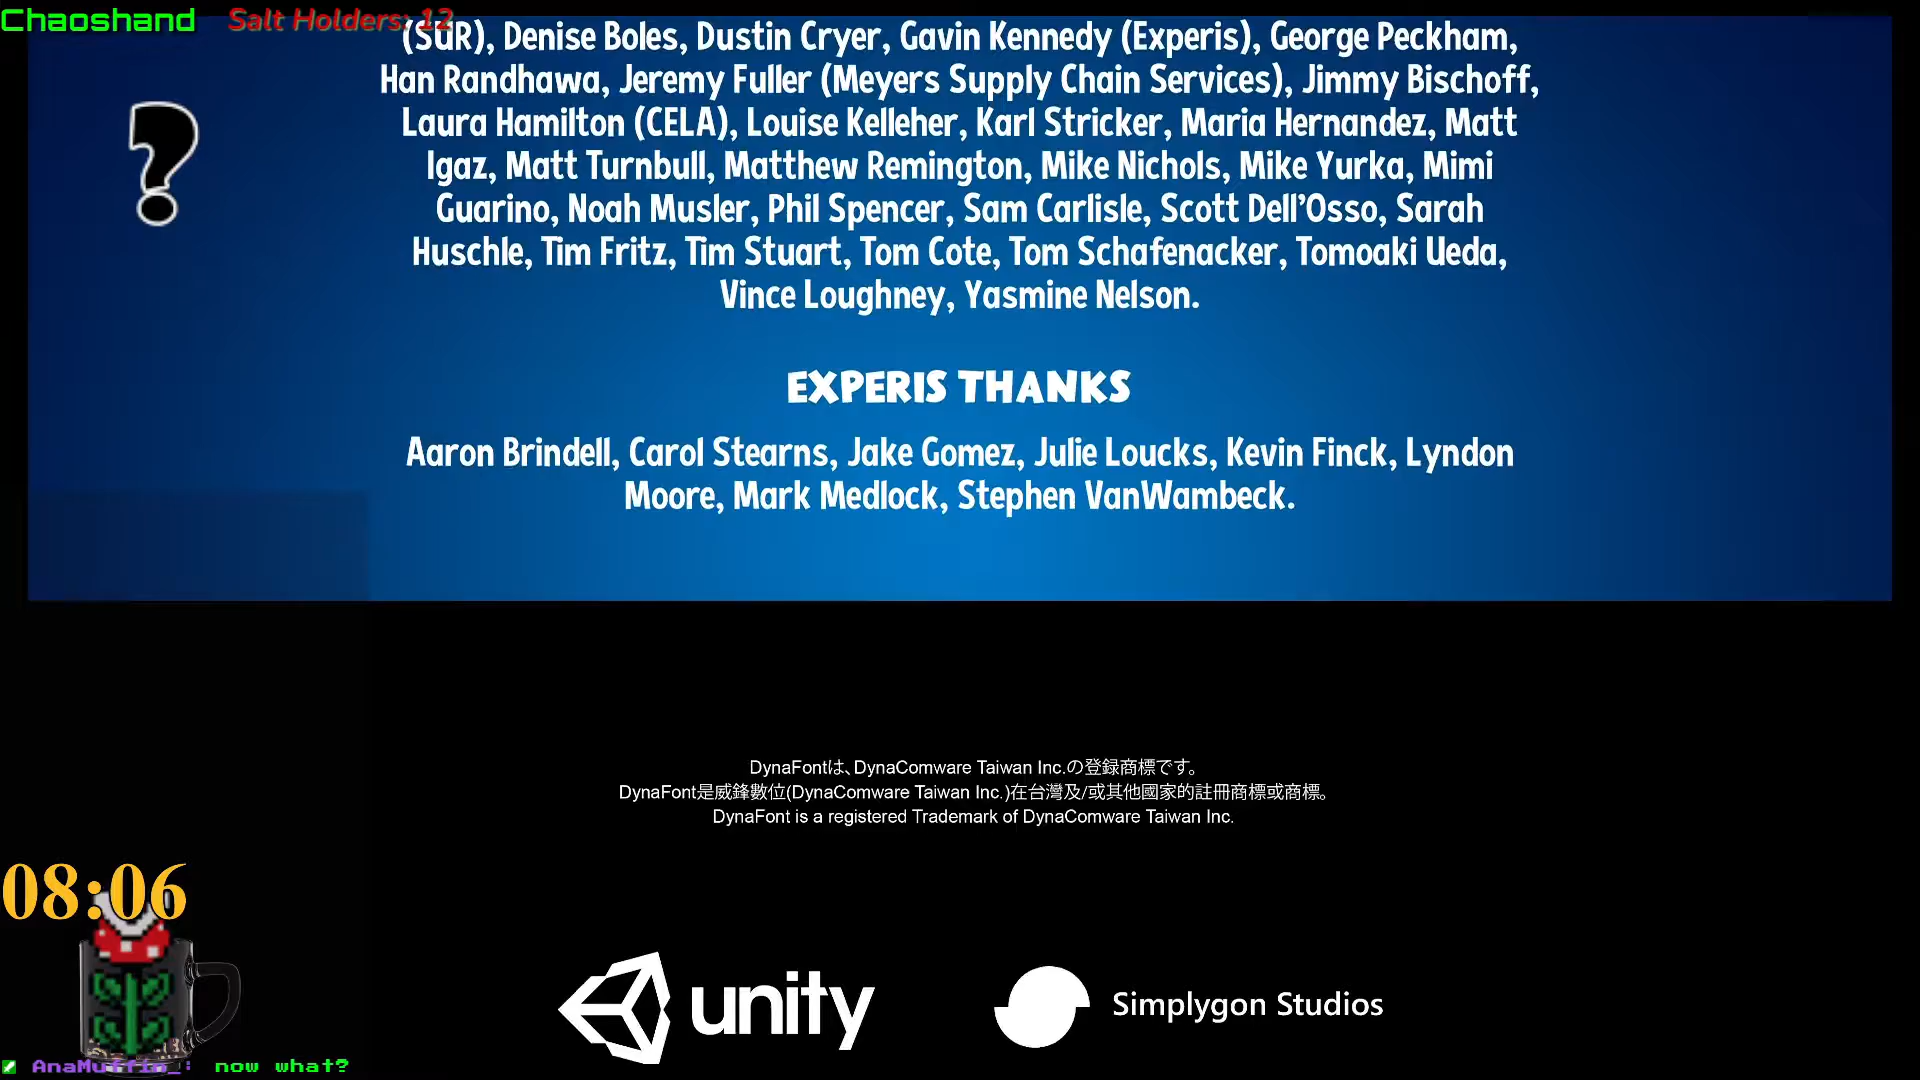 Chaoshand Salt Holders: 12
(SUR), Denise Boles, Dustin Cryer, Gavin Kennedy (Experis), George Peckham,
Han Randhawa, Jeremy Fuller (Meyers Supply Chain Services), Jimmy Bischoff,
Laura Hamilton (CELA), Louise Kelleher, Karl Stricker, Maria Hernandez, Matt
Igaz, Matt Turnbull, Matthew Remington, Mike Nichols, Mike Yurka, Mimi
Guarino, Noah Musler, Phil Spencer, Sam Carlisle, Scott Dell'Osso, Sarah
Huschle, Tim Fritz, Tim Stuart, Tom Cote, Tom Schafenacker, Tomoaki Ueda,
Vince Loughney, Yasmine Nelson.
?
EXPERIS THANKS
Aaron Brindell, Carol Stearns, Jake Gomez, Julie Loucks, Kevin Finck, Lyndon
Moore, Mark Medlock, Stephen VanWambeck.
DynaFontは、DynaComware Taiwan Inc.の登録商標です。
DynaFont是威鋒數位(DynaComware Taiwan Inc.)在台灣及/或其他國家的註冊商標或商標。
DynaFont is a registered Trademark of DynaComware Taiwan Inc.
08:06
unity
Simplygon Studios
AnaMuffin_: now what?